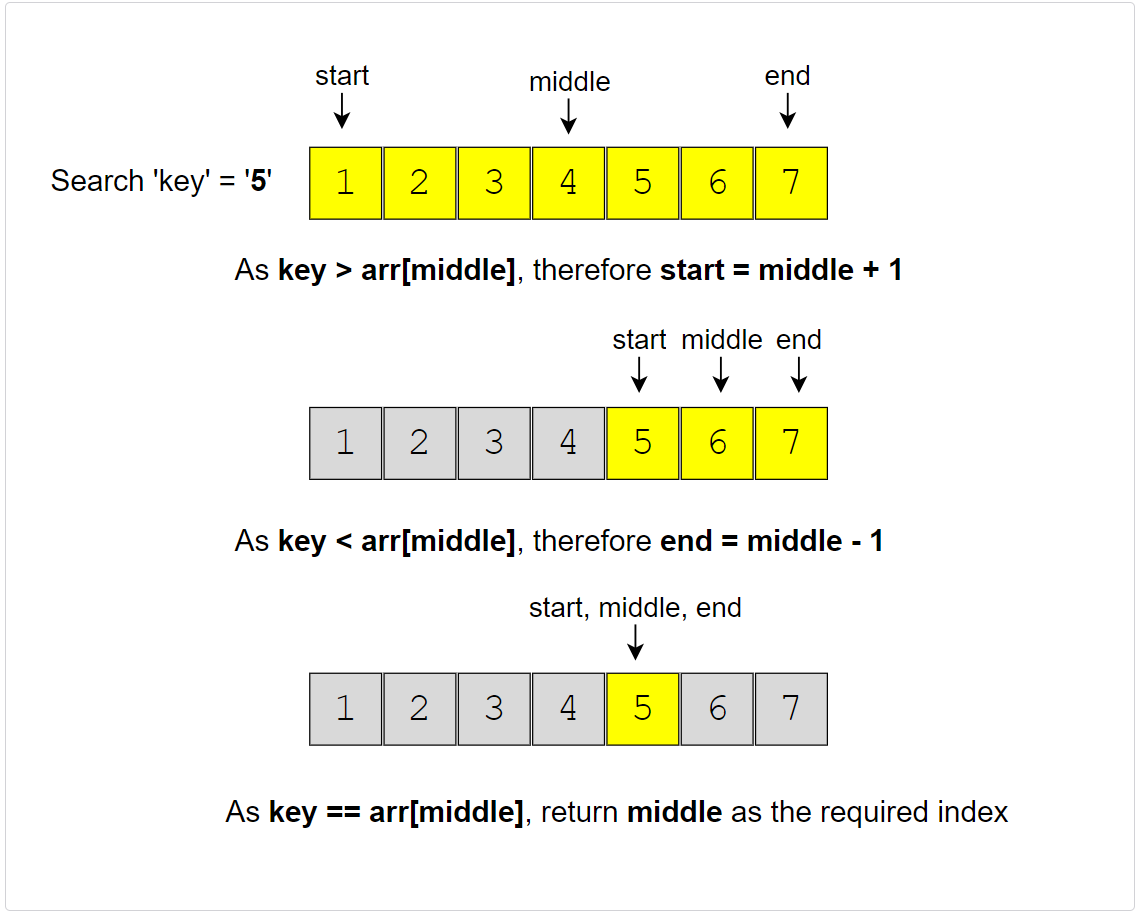 start middle end
Search 'key' = '5' 1 2 3 4 5 6 7
As key > arr[middle], therefore start = middle + 1
start middle end
1 2 3 4 5 6 7
As key < arr[middle], therefore end = middle - 1
start, middle, end
1 2 3 4 5 6 7
As key == arr[middle], return middle as the required index